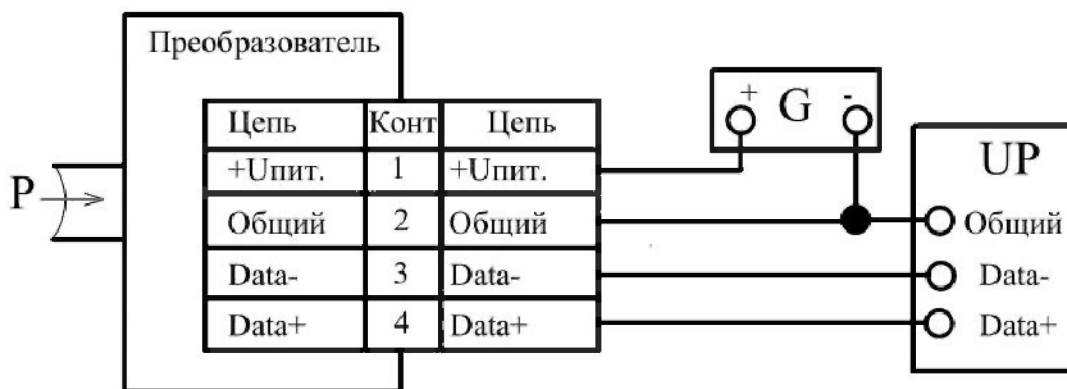 Преобразователь
+ G -
Цепь Конт Цепь
UP
+Uпит. 1 +Uпит.
P
Общий 2 Общий Общий
Data- 3 Data- Data-
Data+ 4 Data+ Data+